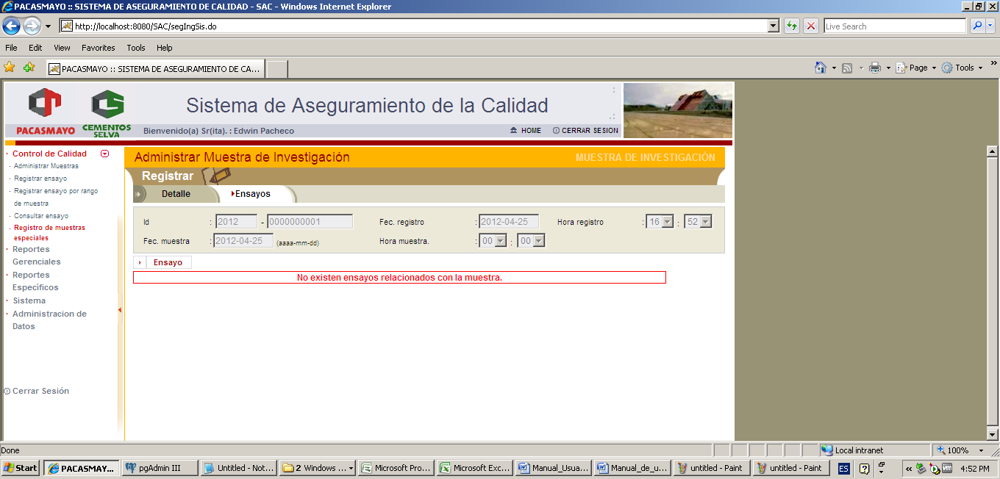 PACASMAYO :: SISTEMA DE ASEGURAMIENTO DE CALIDAD - SAC - Windows Internet Explorer
http://localhost:8080/SAC/segIngSis.do
Live Search
File Edit View Favorites Tools Help
PACASMAYO :: SISTEMA DE ASEGURAMIENTO DE CA...
Page Tools »
PACASMAYO
CEMENTOS SELVA
Sistema de Aseguramiento de la Calidad
Bienvenido(a) Sr(ita). : Edwin Pacheco
HOME CERRAR SESION
· Control de Calidad
· Administrar Muestras
· Registrar ensayo
· Registrar ensayo por rango
de muestra
· Consultar ensayo
· Registro de muestras
especiales
· Reportes
Gerenciales
· Reportes
Específicos
· Sistema
· Administracion de
Datos
Cerrar Sesión
Administrar Muestra de Investigación
MUESTRA DE INVESTIGACIÓN
Registrar
Detalle Ensayos
Id : 2012 - 0000000001 Fec. registro : 2012-04-25 Hora registro : 16 : 52
Fec. muestra : 2012-04-25 (aaaa-mm-dd) Hora muestra. : 00 : 00
Ensayo
No existen ensayos relacionados con la muestra.
Done Local intranet 100%
Start PACASMAY... pgAdmin III Untitled - Not... 2 Windows ... Microsoft Pro... Microsoft Exc... Manual_Usua... Manual_de_u... untitled - Paint untitled - Paint ES « vm 4:52 PM